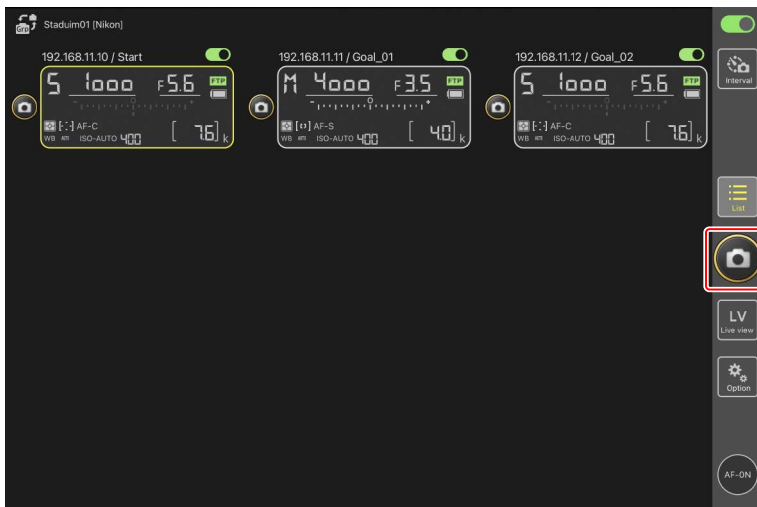 Grp Staduim01 [Nikon]
192.168.11.10 / Start
S 1000 F5.6 FTP
AF-C
WB ISO-AUTO 400 [ 7.6] k
192.168.11.11 / Goal_01
M 4000 F3.5 FTP
AF-S
WB ISO-AUTO 400 [ 4.0] k
192.168.11.12 / Goal_02
S 1000 F5.6 FTP
AF-C
WB ISO-AUTO 400 [ 7.6] k
Interval
List
LV
Live view
Option
AF-ON